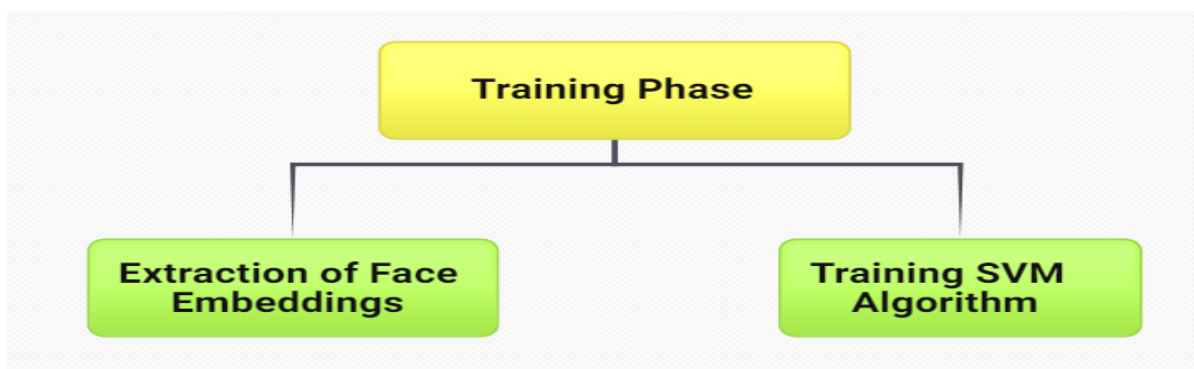 Training Phase
Extraction of Face
Embeddings
Training SVM
Algorithm